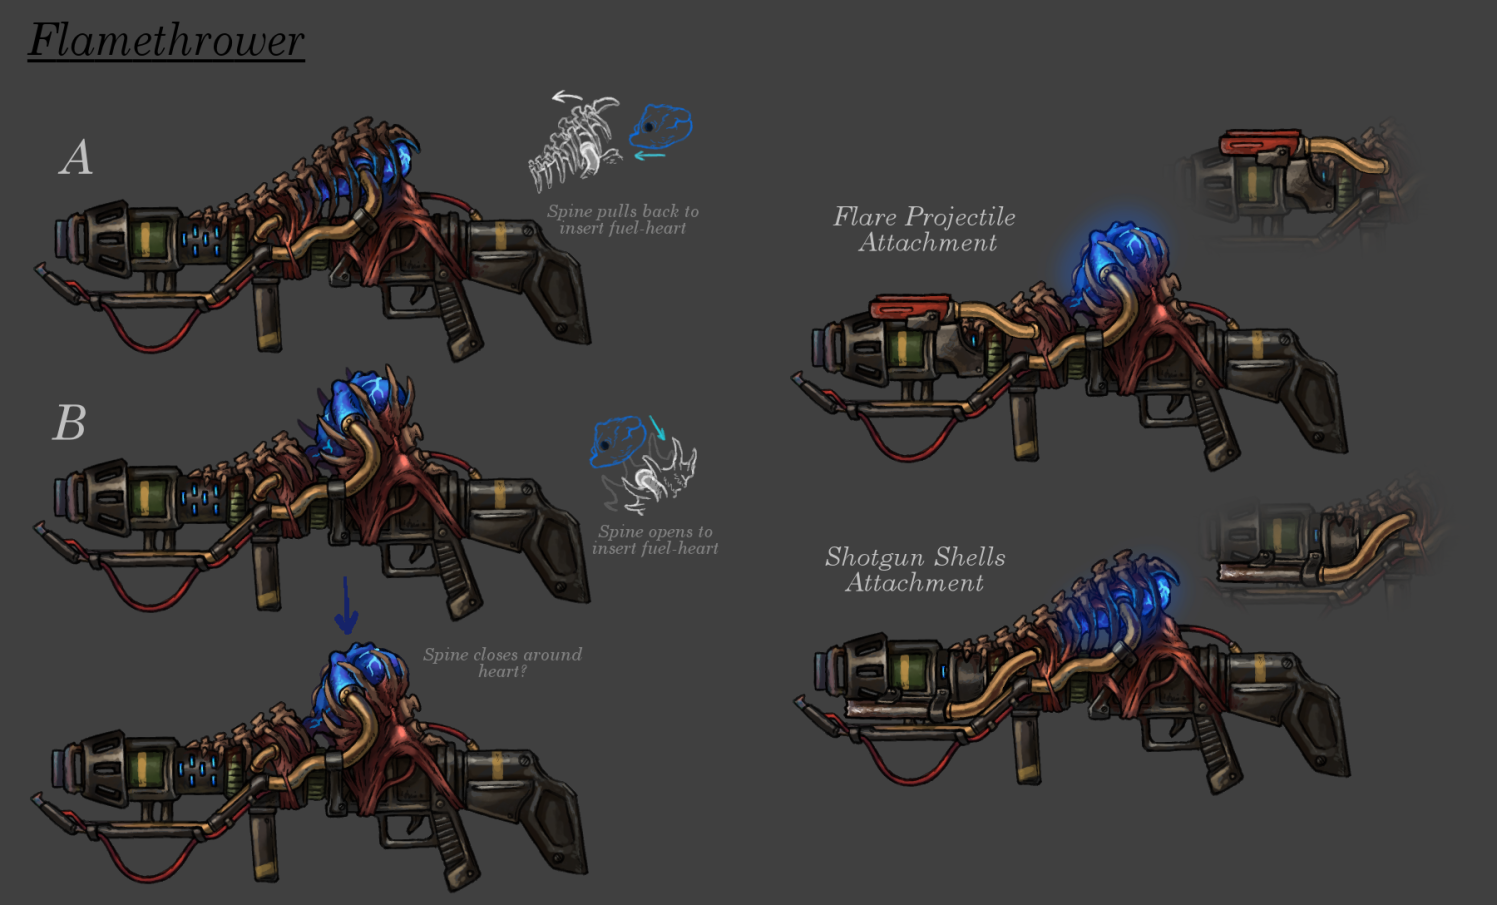 Flamethrower
A
Spine pulls back to
insert fuel-heart
B
Spine opens to
insert fuel-heart
Spine closes around
heart?
Flare Projectile
Attachment
Shotgun Shells
Attachment